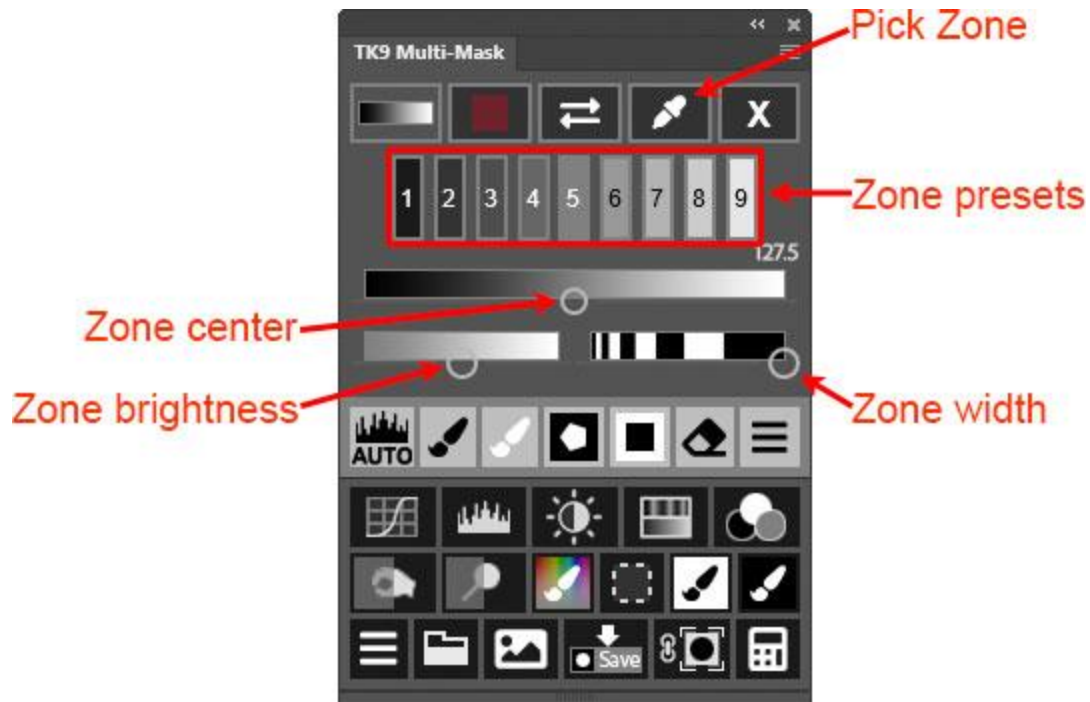 Pick Zone
TK9 Multi-Mask
X
1 2 3 4 5 6 7 8 9
Zone presets
127.5
Zone center
Zone brightness
Zone width
AUTO
Save